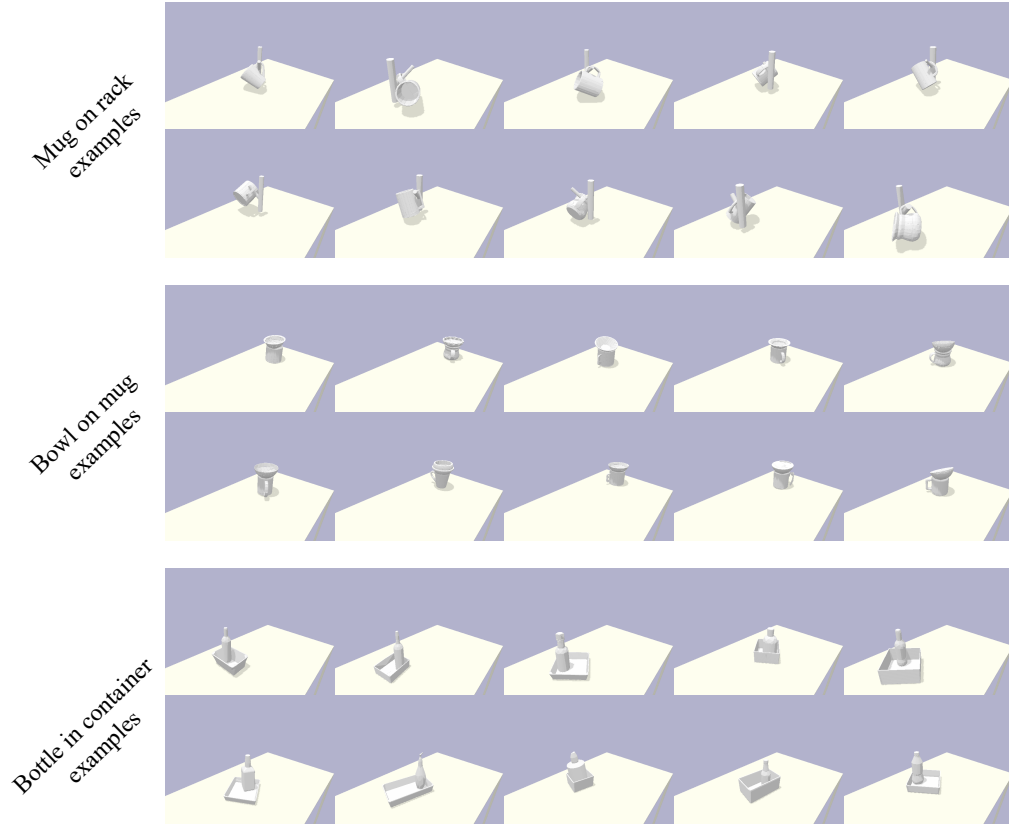 Mug on rack
examples
Bowl on mug
examples
Bottle in container
examples